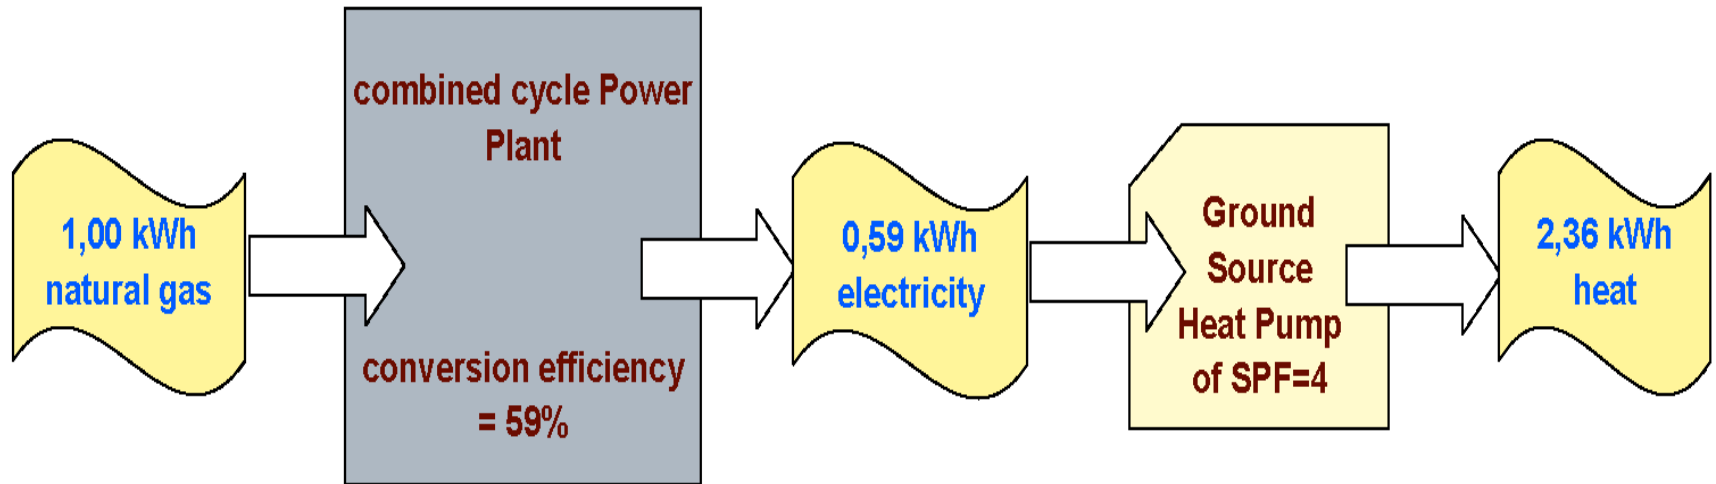 1,00 kWh
natural gas
combined cycle Power
Plant
conversion efficiency
= 59%
0,59 kWh
electricity
Ground
Source
Heat Pump
of SPF=4
2,36 kWh
heat